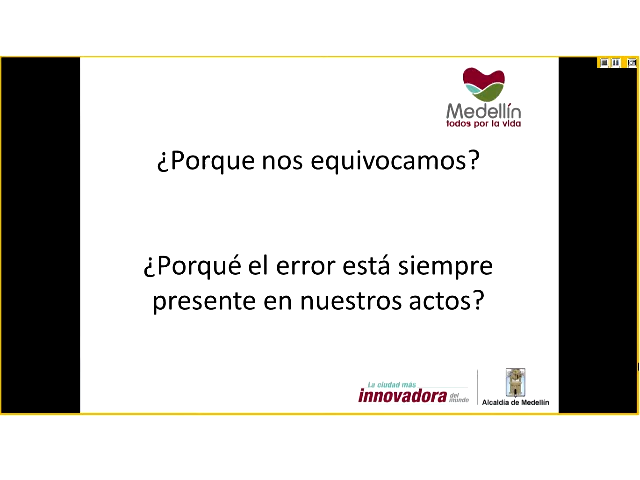 Medellín
todos por la vida
¿Porque nos equivocamos?
¿Porqué el error está siempre
presente en nuestros actos?
La ciudad más
innovadora del mundo
Alcaldía de Medellín